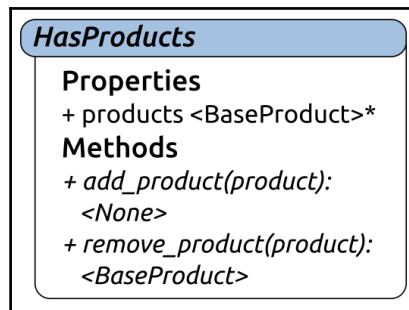 HasProducts
Properties
+ products <BaseProduct>*
Methods
+ add_product(product):
<None>
+ remove_product(product):
<BaseProduct>